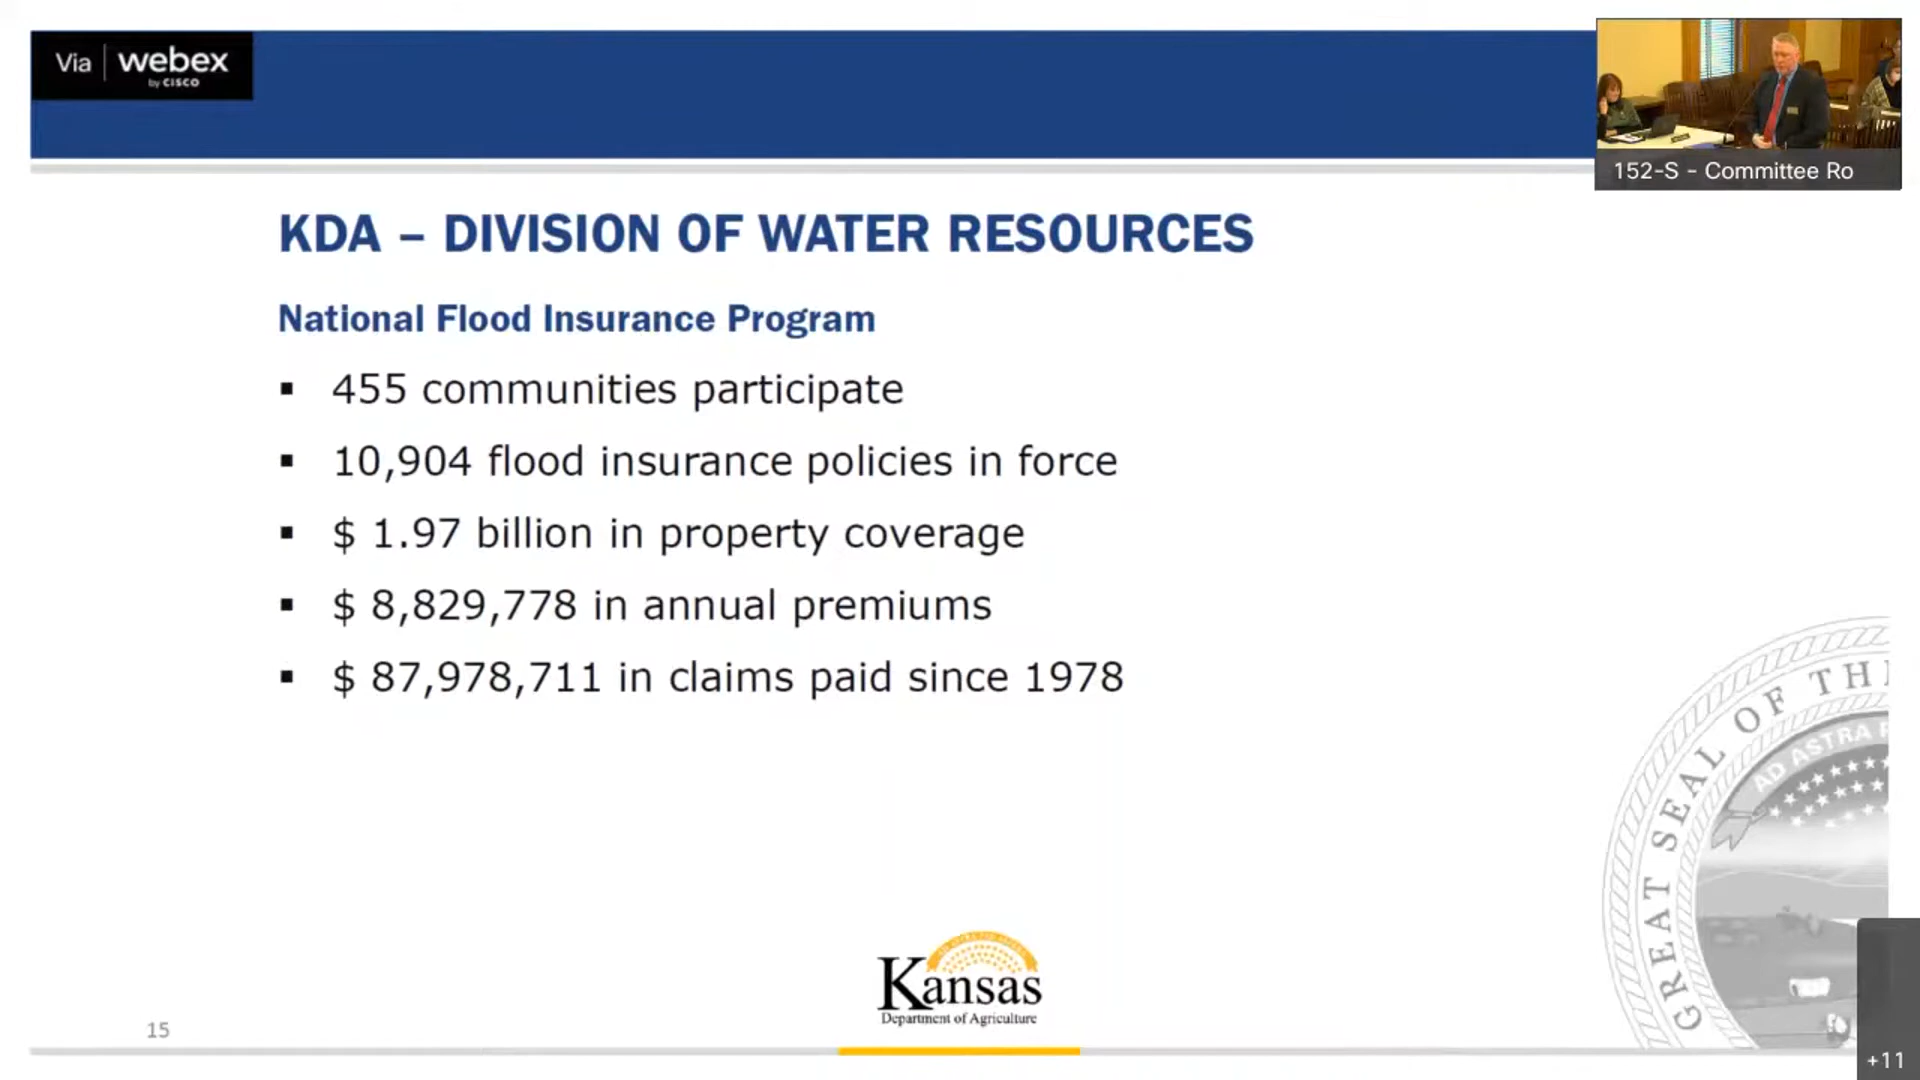 Via webex
by CISCO
152-S - Committee Ro
KDA – DIVISION OF WATER RESOURCES
National Flood Insurance Program
▪ 455 communities participate
▪ 10,904 flood insurance policies in force
▪ $ 1.97 billion in property coverage
▪ $ 8,829,778 in annual premiums
▪ $ 87,978,711 in claims paid since 1978
GREAT SEAL OF THE
AD ASTRA
Kansas
Department of Agriculture
15
+11